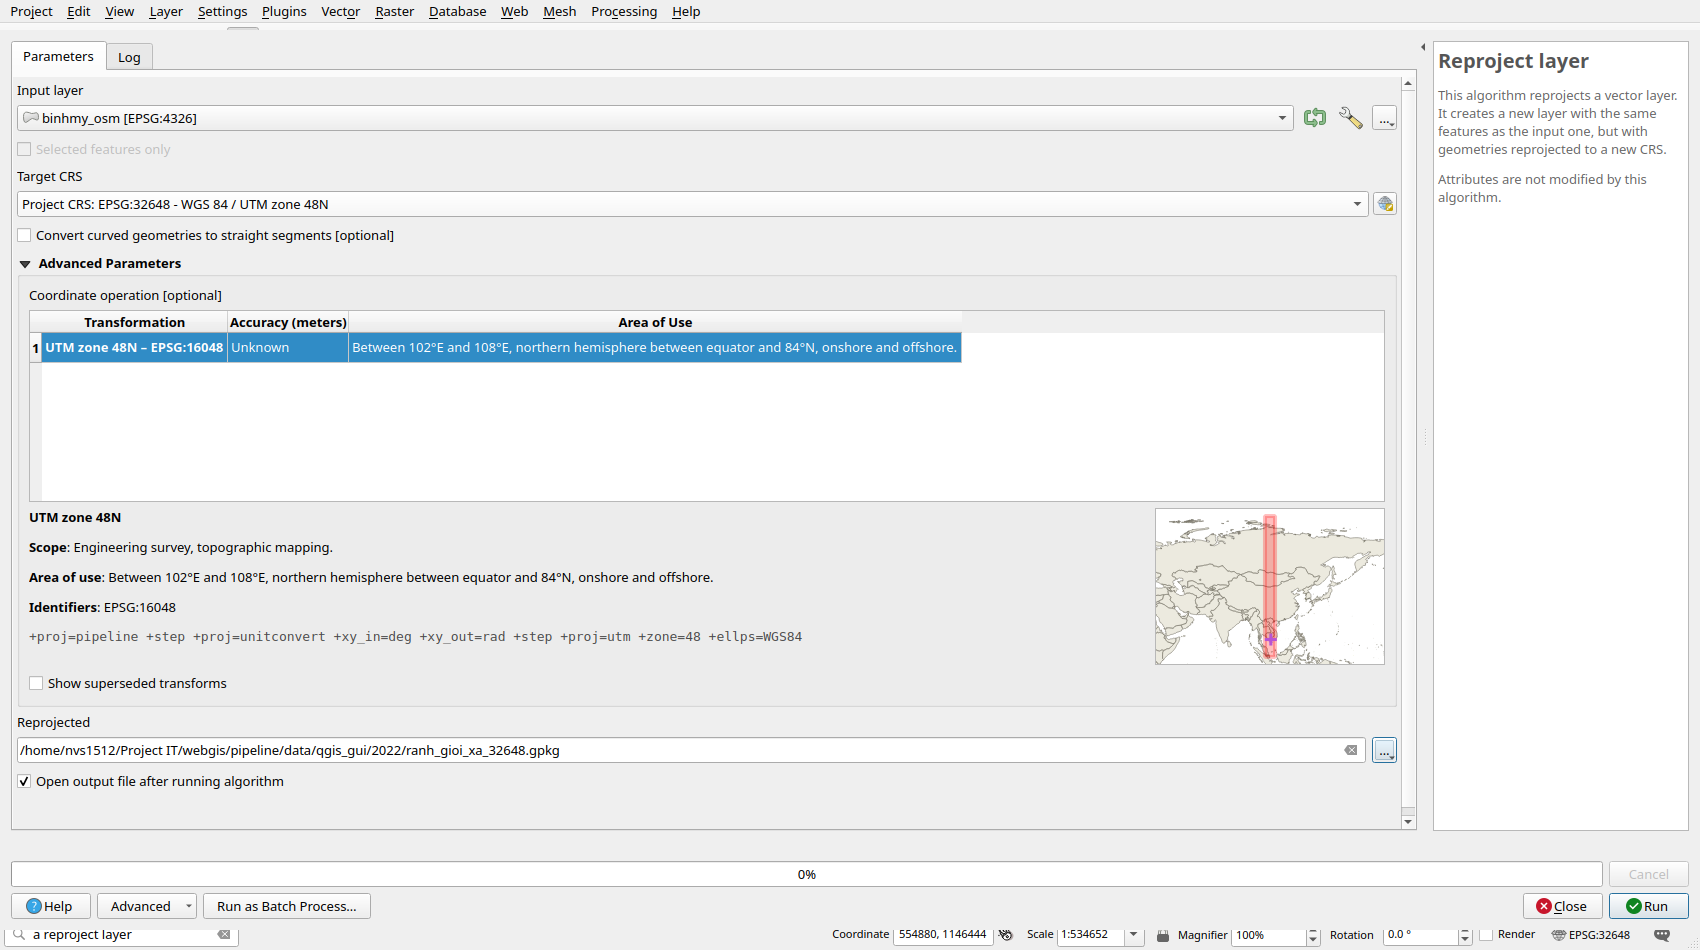 Project Edit View Layer Settings Plugins Vector Raster Database Web Mesh Processing Help
Parameters Log
Input layer
binhmy_osm [EPSG:4326]
...
Selected features only
Target CRS
Project CRS: EPSG:32648 - WGS 84 / UTM zone 48N
Convert curved geometries to straight segments [optional]
Advanced Parameters
Coordinate operation [optional]
Transformation Accuracy (meters) Area of Use
1 UTM zone 48N – EPSG:16048 Unknown Between 102°E and 108°E, northern hemisphere between equator and 84°N, onshore and offshore.
UTM zone 48N
Scope: Engineering survey, topographic mapping.
Area of use: Between 102°E and 108°E, northern hemisphere between equator and 84°N, onshore and offshore.
Identifiers: EPSG:16048
+proj=pipeline +step +proj=unitconvert +xy_in=deg +xy_out=rad +step +proj=utm +zone=48 +ellps=WGS84
Show superseded transforms
Reprojected
/home/nvs1512/Project IT/webgis/pipeline/data/qgis_gui/2022/ranh_gioi_xa_32648.gpkg
...
Open output file after running algorithm
Reproject layer
This algorithm reprojects a vector layer.
It creates a new layer with the same
features as the input one, but with
geometries reprojected to a new CRS.
Attributes are not modified by this
algorithm.
0%
Cancel
? Help Advanced Run as Batch Process... Close Run
a reproject layer Coordinate 554880, 1146444 Scale 1:534652 Magnifier 100% Rotation 0.0 ° Render EPSG:32648